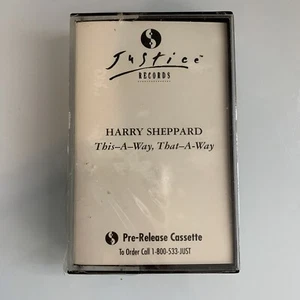 Justice
RECORDS
HARRY SHEPPARD
This–A–Way, That–A-Way
Pre-Release Cassette
To Order Call 1-800-533-JUST